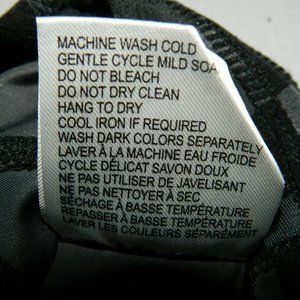 MACHINE WASH COLD
GENTLE CYCLE MILD SOA
DO NOT BLEACH
DO NOT DRY CLEAN
HANG TO DRY
COOL IRON IF REQUIRED
WASH DARK COLORS SEPARATELY
LAVER À LA MACHINE EAU FROIDE
CYCLE DÉLICAT SAVON DOUX
NE PAS UTILISER DE JAVELISANT
NE PAS NETTOYER À SEC
SÉCHAGE À BASSE TEMPÉRATURE
REPASSER À BASSE TEMPÉRATURE
LAVER LES COULEURS SÉPARÉMENT